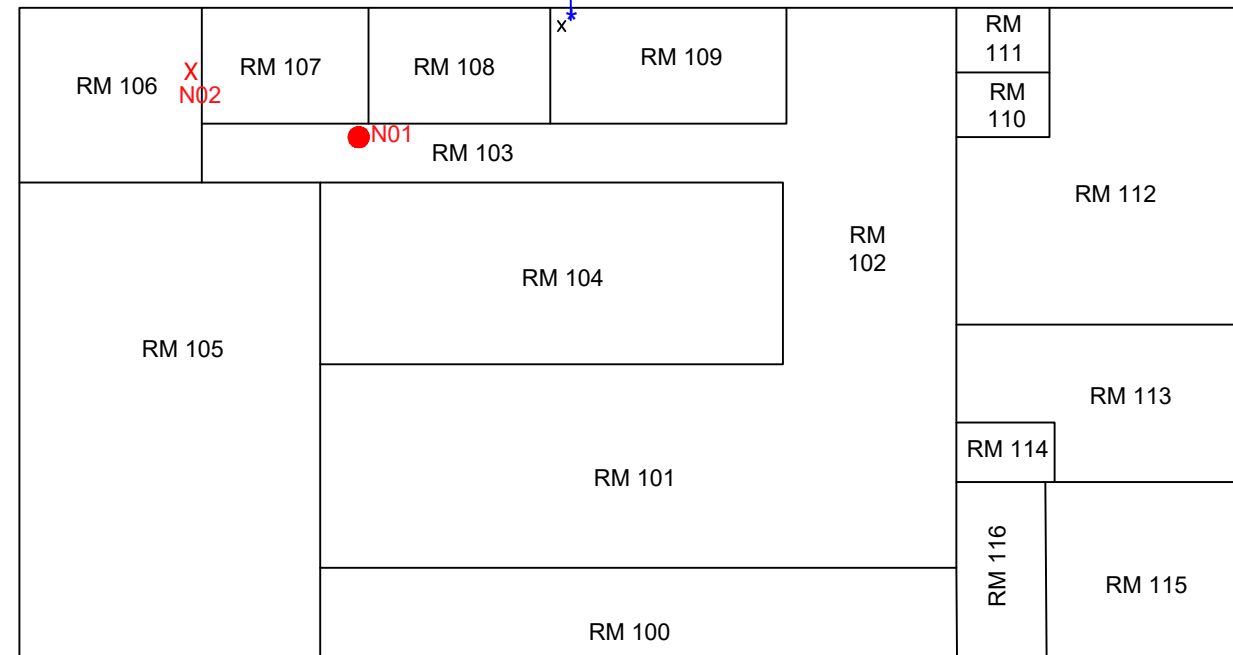 RM 106
X
N02
RM 107
RM 108
x
*
RM 109
RM
111
RM
110
N01
RM 103
RM 112
RM
102
RM 104
RM 105
RM 113
RM 114
RM 101
RM 116
RM 115
RM 100